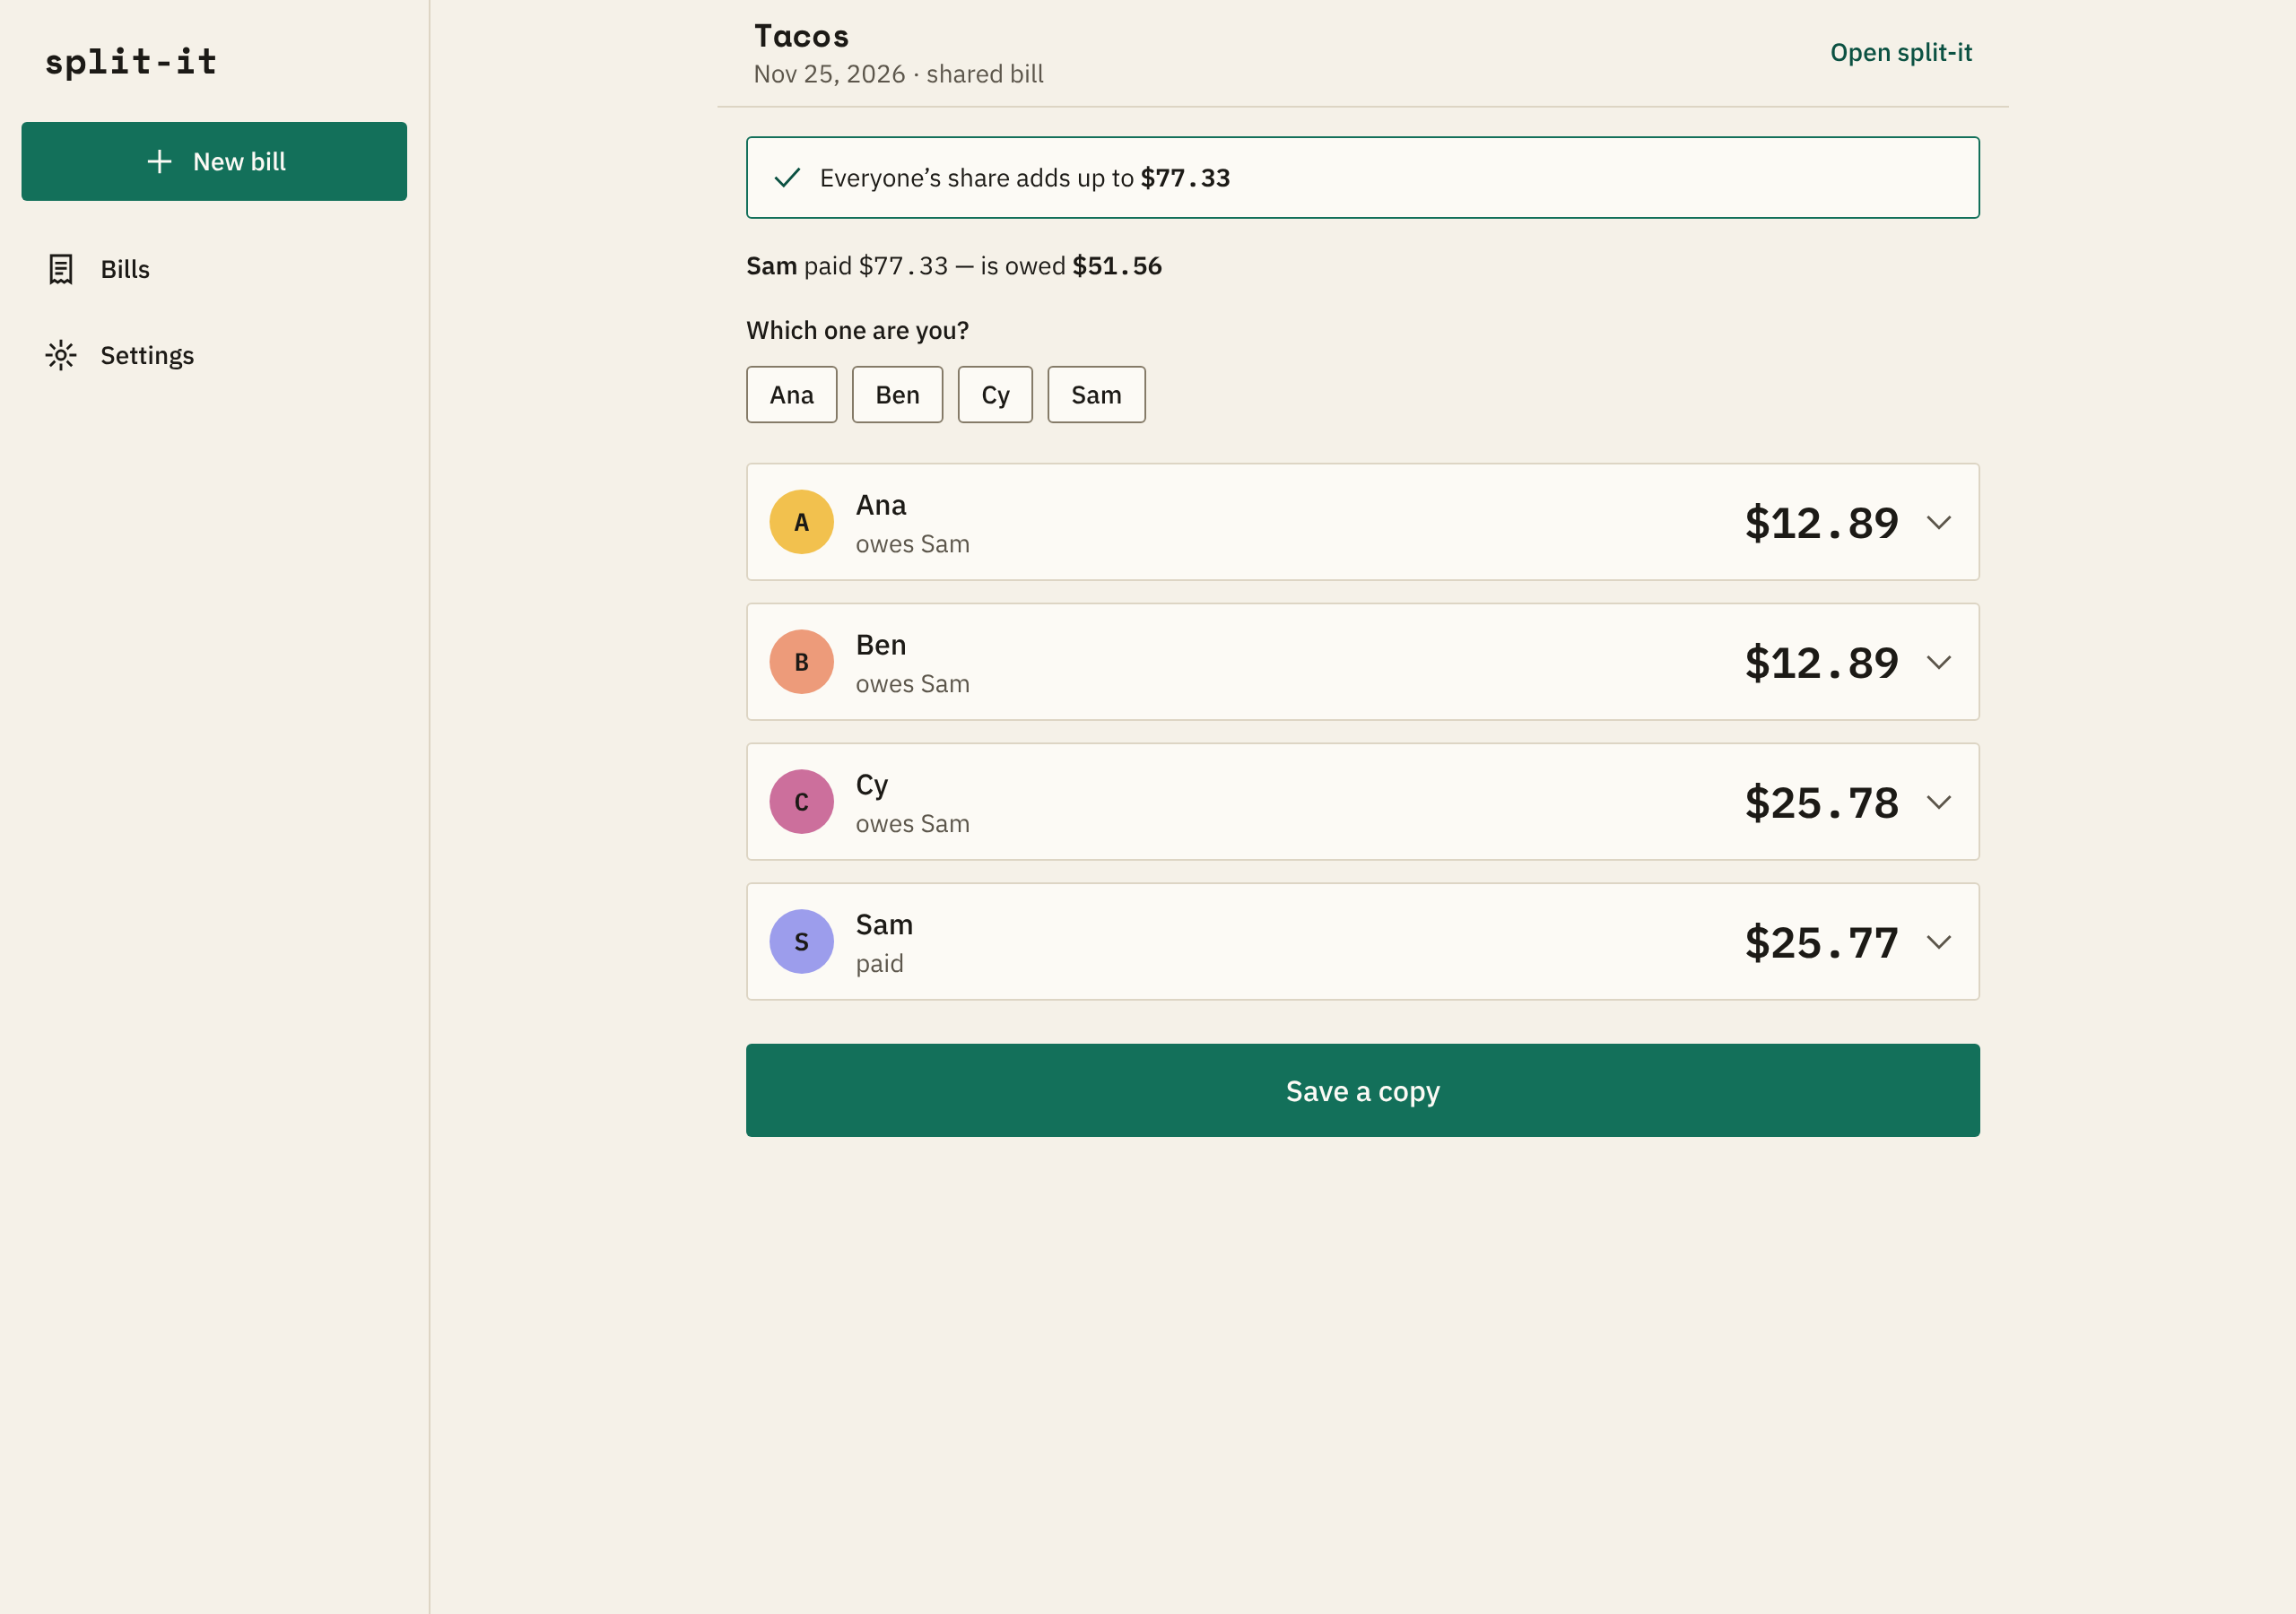 split-it
New bill
Bills
Settings
Tacos
Nov 25, 2026 · shared bill
Open split-it
Everyone’s share adds up to $77.33
Sam paid $77.33 — is owed $51.56
Which one are you?
Ana
Ben
Cy
Sam
A
Ana
owes Sam
$12.89
B
Ben
owes Sam
$12.89
C
Cy
owes Sam
$25.78
S
Sam
paid
$25.77
Save a copy